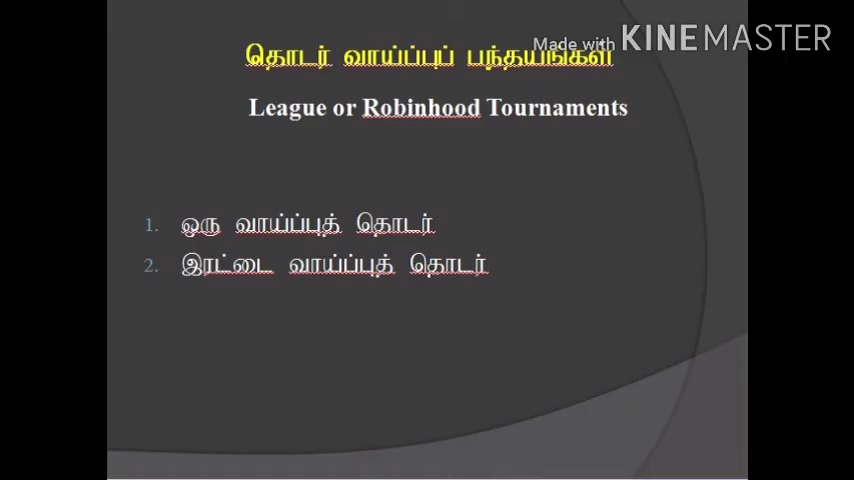 Made with KINEMASTER
தொடர் வாய்ப்புப் பந்தயங்கள்
League or Robinhood Tournaments
1. ஒரு வாய்ப்புத் தொடர்
2. இரட்டை வாய்ப்புத் தொடர்